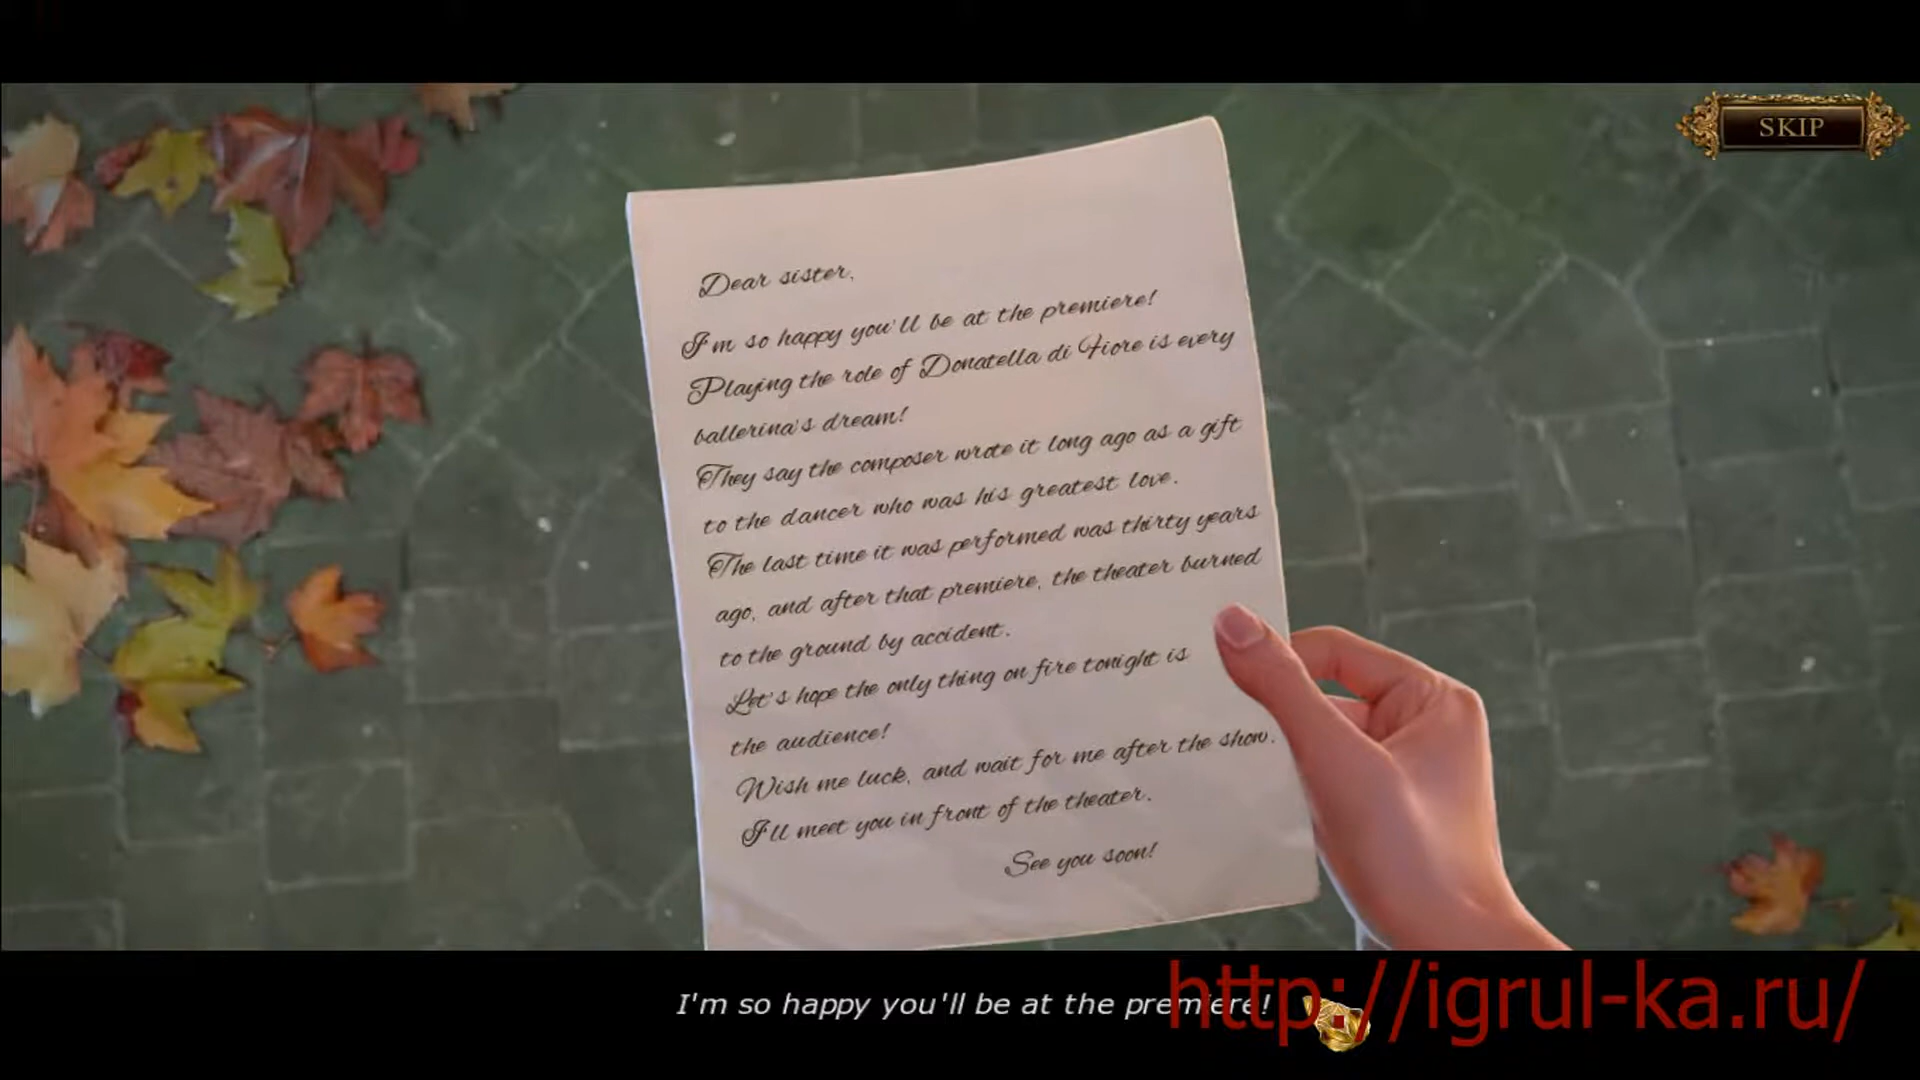 SKIP
Dear sister,
I'm so happy you'll be at the premiere!
Playing the role of Donatella di Fiore is every
ballerina's dream!
They say the composer wrote it long ago as a gift
to the dancer who was his greatest love.
The last time it was performed was thirty years
ago, and after that premiere, the theater burned
to the ground by accident.
Let's hope the only thing on fire tonight is
the audience!
Wish me luck, and wait for me after the show.
I'll meet you in front of the theater.
See you soon!
I'm so happy you'll be at the premiere!
http://igrul-ka.ru/